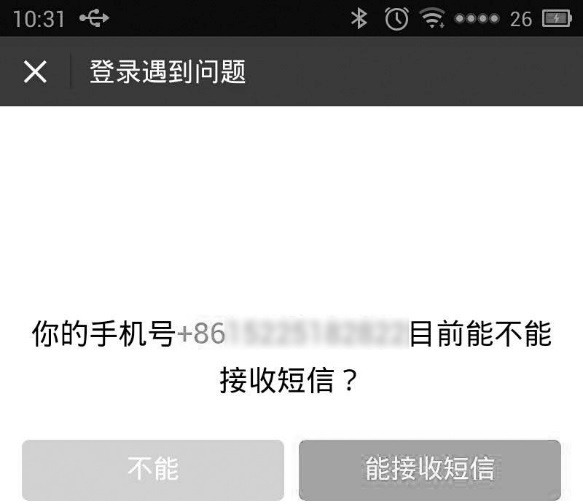 10:31 26
登录遇到问题
你的手机号+86 目前能不能
接收短信？
不能 能接收短信